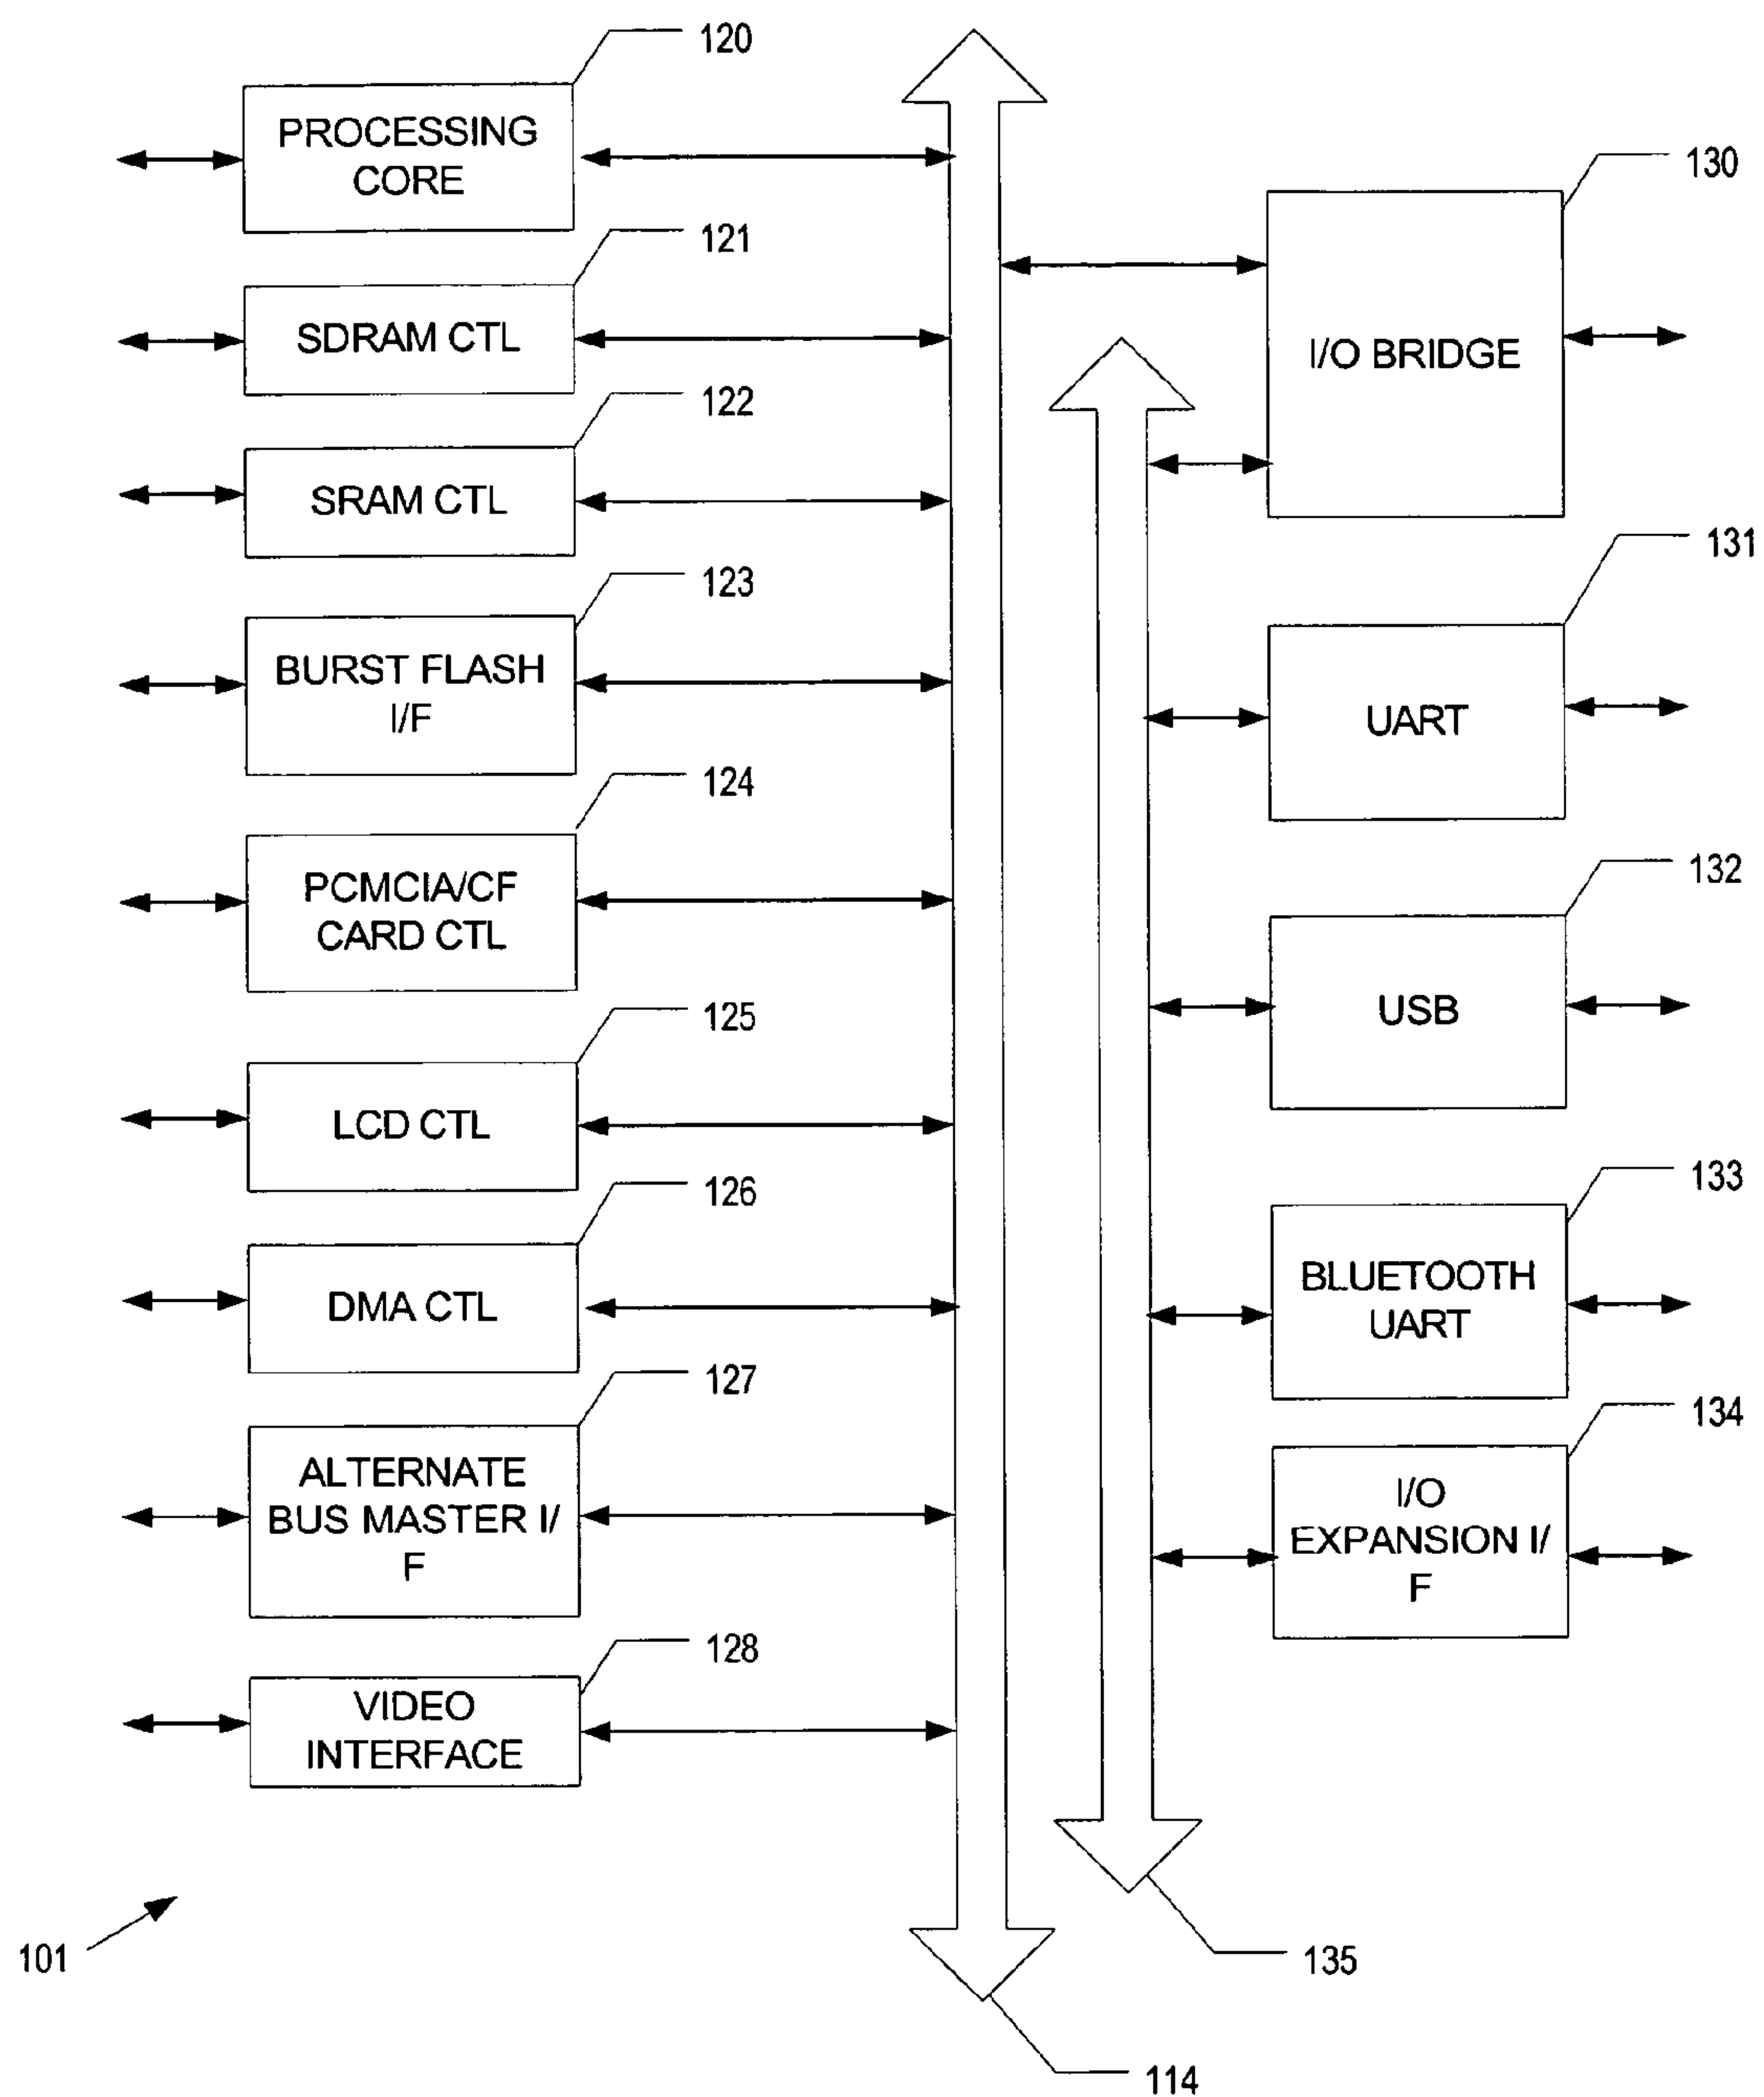 120
PROCESSING
CORE
121
SDRAM CTL
122
SRAM CTL
123
BURST FLASH
I/F
124
PCMCIA/CF
CARD CTL
125
LCD CTL
126
DMA CTL
127
ALTERNATE
BUS MASTER I/
F
128
VIDEO
INTERFACE
130
I/O BRIDGE
131
UART
132
USB
133
BLUETOOTH
UART
134
I/O
EXPANSION I/
F
101
135
114